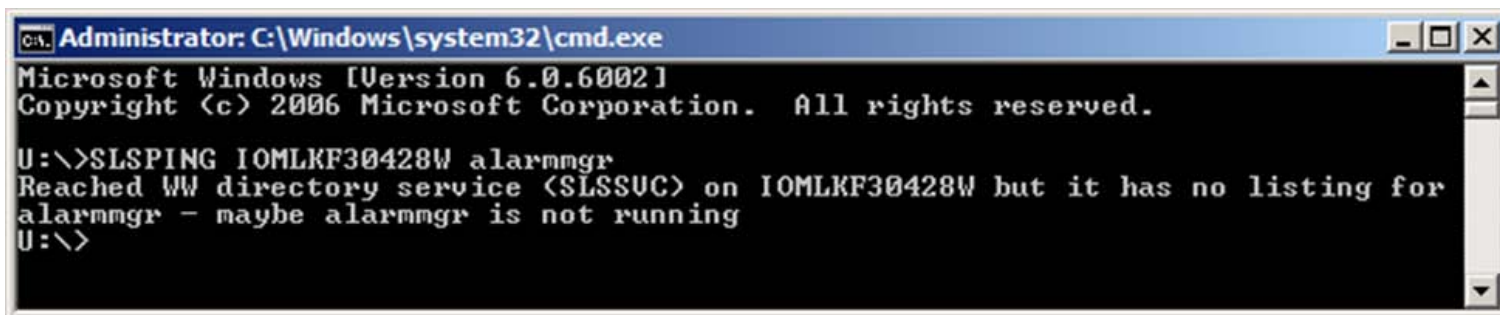 Administrator: C:\Windows\system32\cmd.exe
Microsoft Windows [Version 6.0.6002]
Copyright (c) 2006 Microsoft Corporation.  All rights reserved.
U:\>SLSPING IOMLKF30428W alarmmgr
Reached WW directory service (SLSSVC) on IOMLKF30428W but it has no listing for
alarmmgr - maybe alarmmgr is not running
U:\>